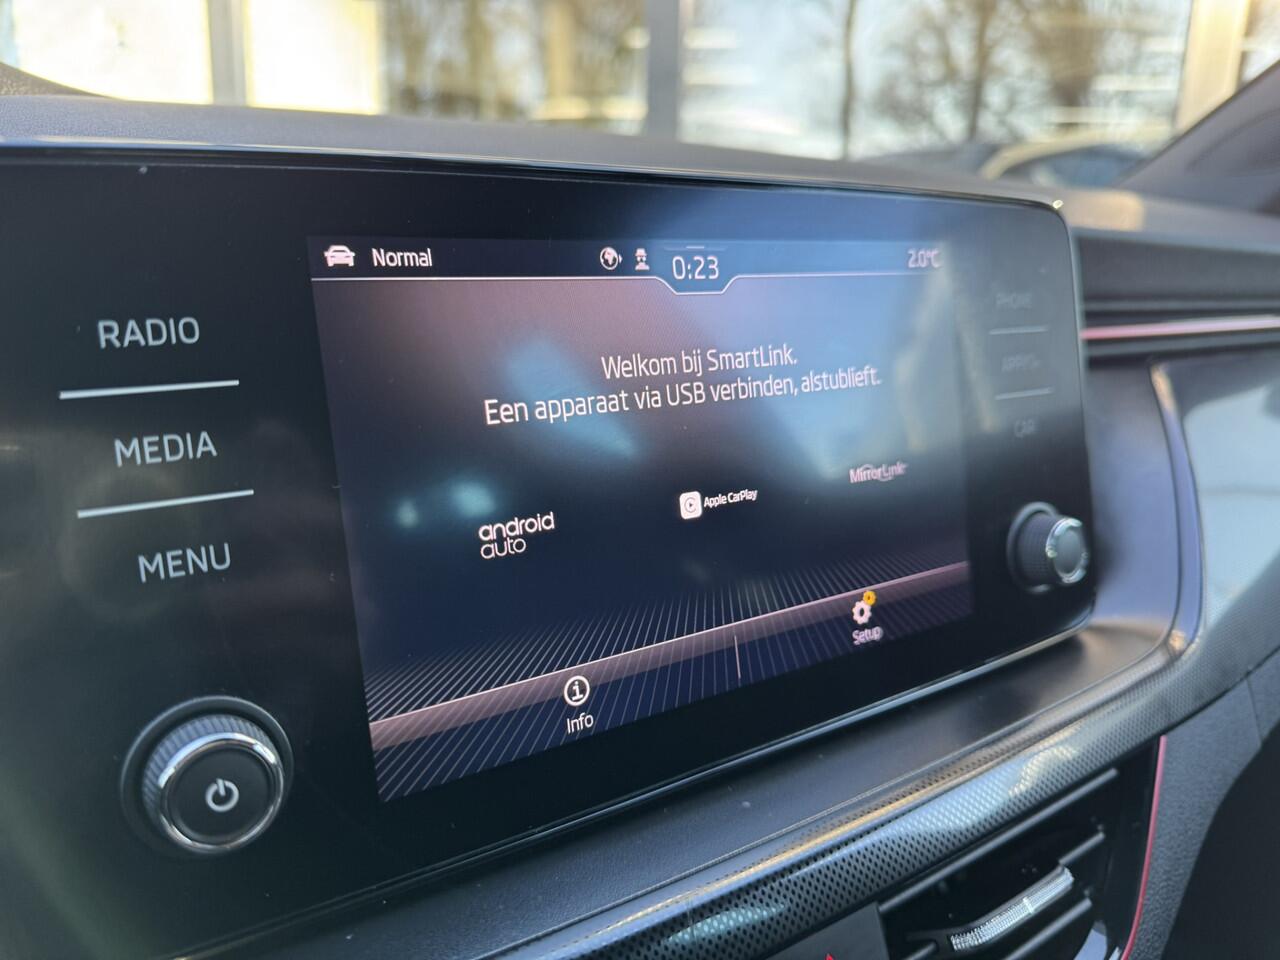 Normal
0:23
2.0°C
RADIO
MEDIA
MENU
Welkom bij SmartLink.
Een apparaat via USB verbinden, alstublieft.
android
auto
Apple CarPlay
MirrorLink
Info
Setup
PHONE
CAR